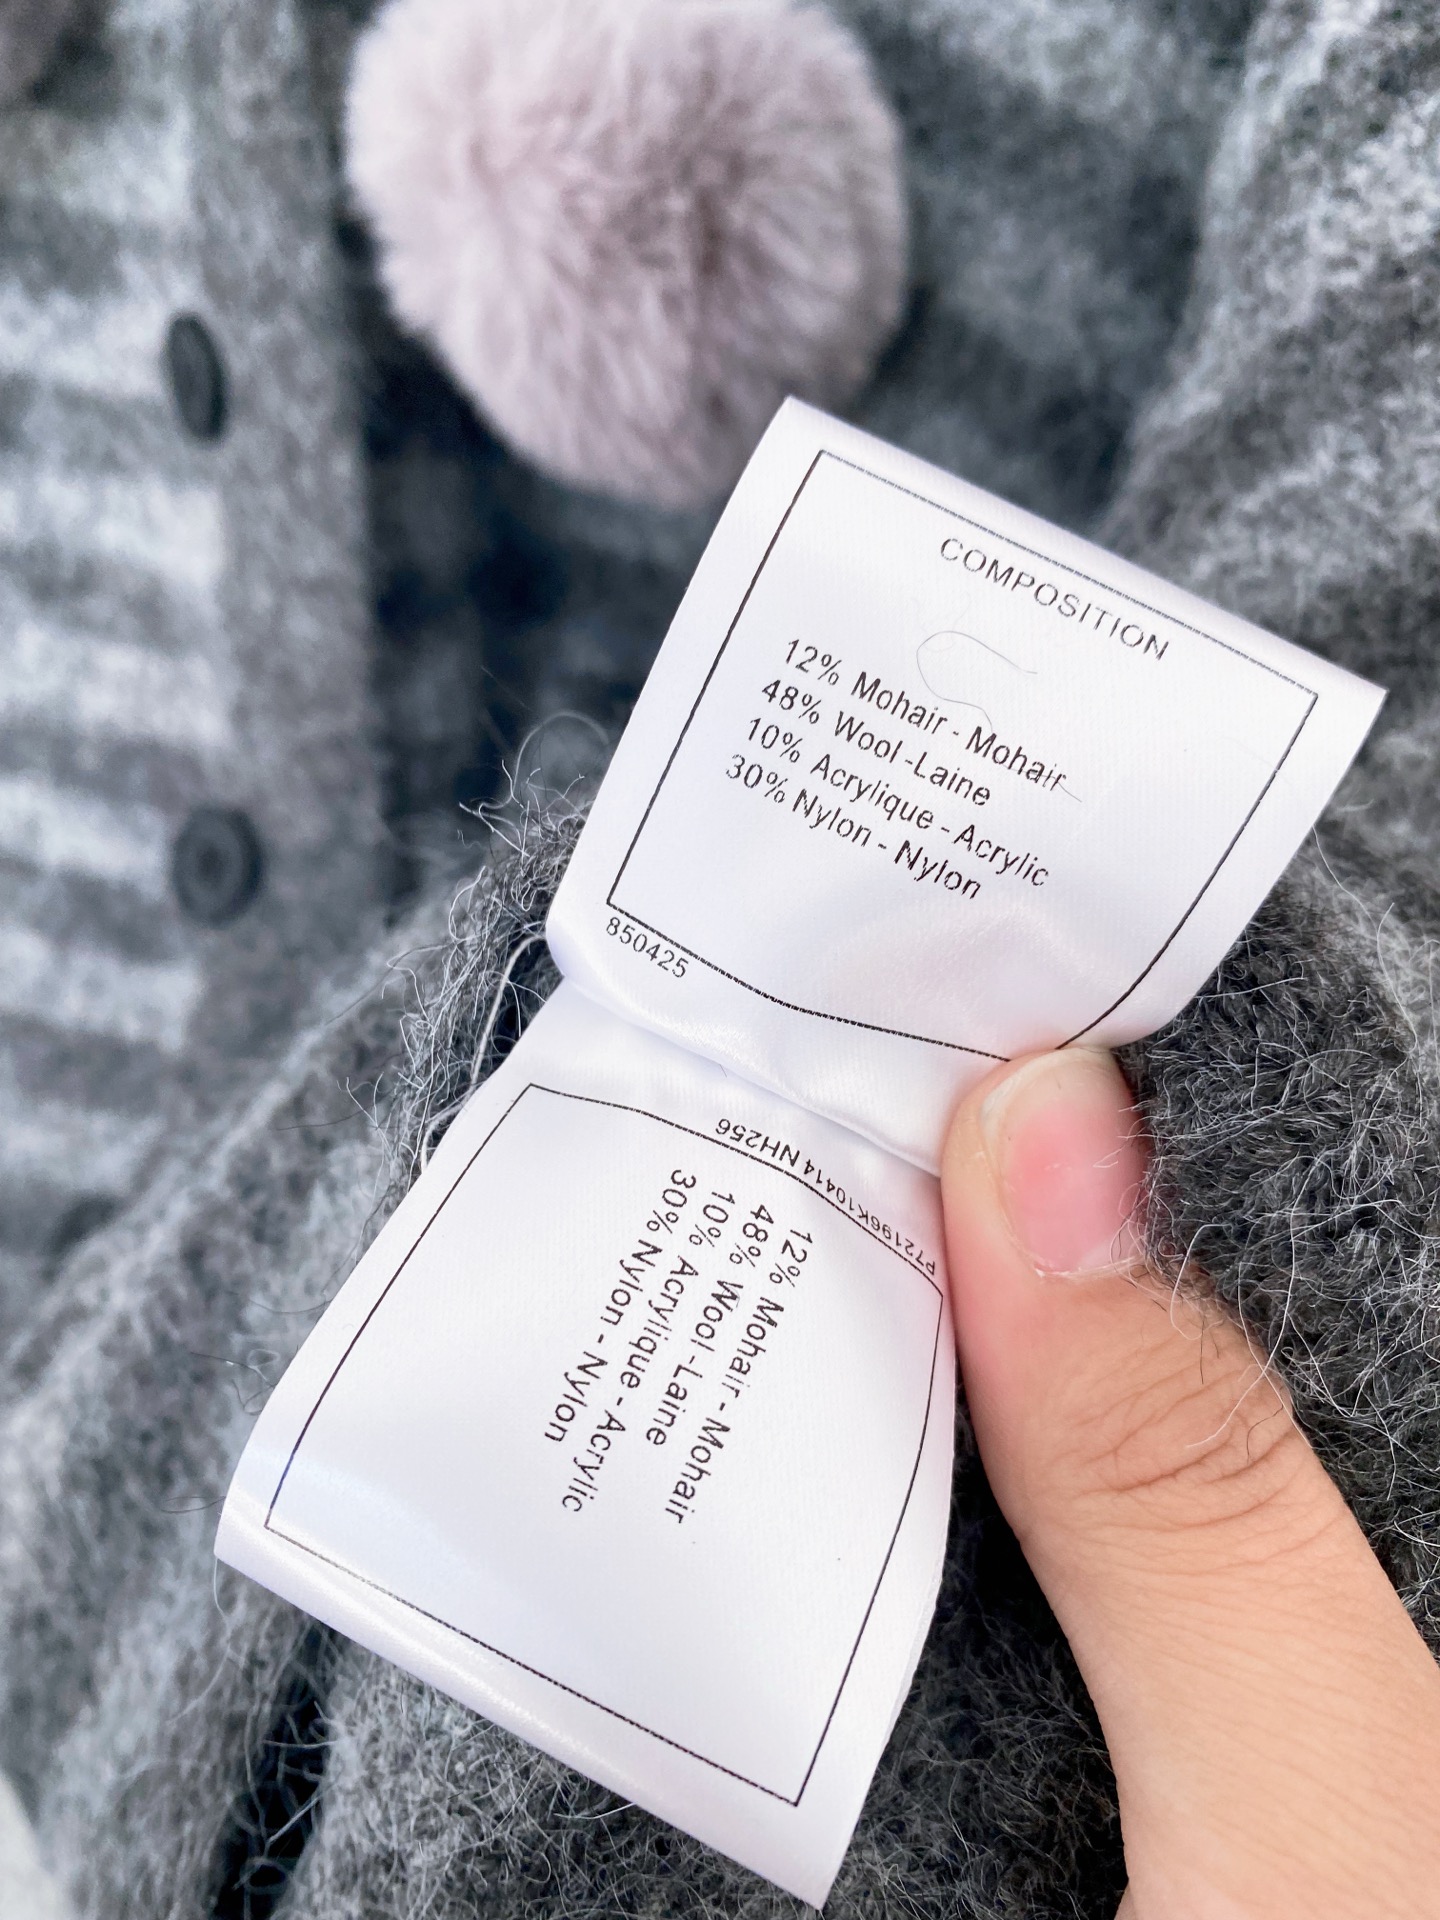 COMPOSITION
12% Mohair - Mohair
48% Wool -Laine
10% Acrylique - Acrylic
30% Nylon - Nylon
850425
P72196K10414 NH256
12% Mohair - Mohair
48% Wool -Laine
10% Acrylique - Acrylic
30% Nylon - Nylon